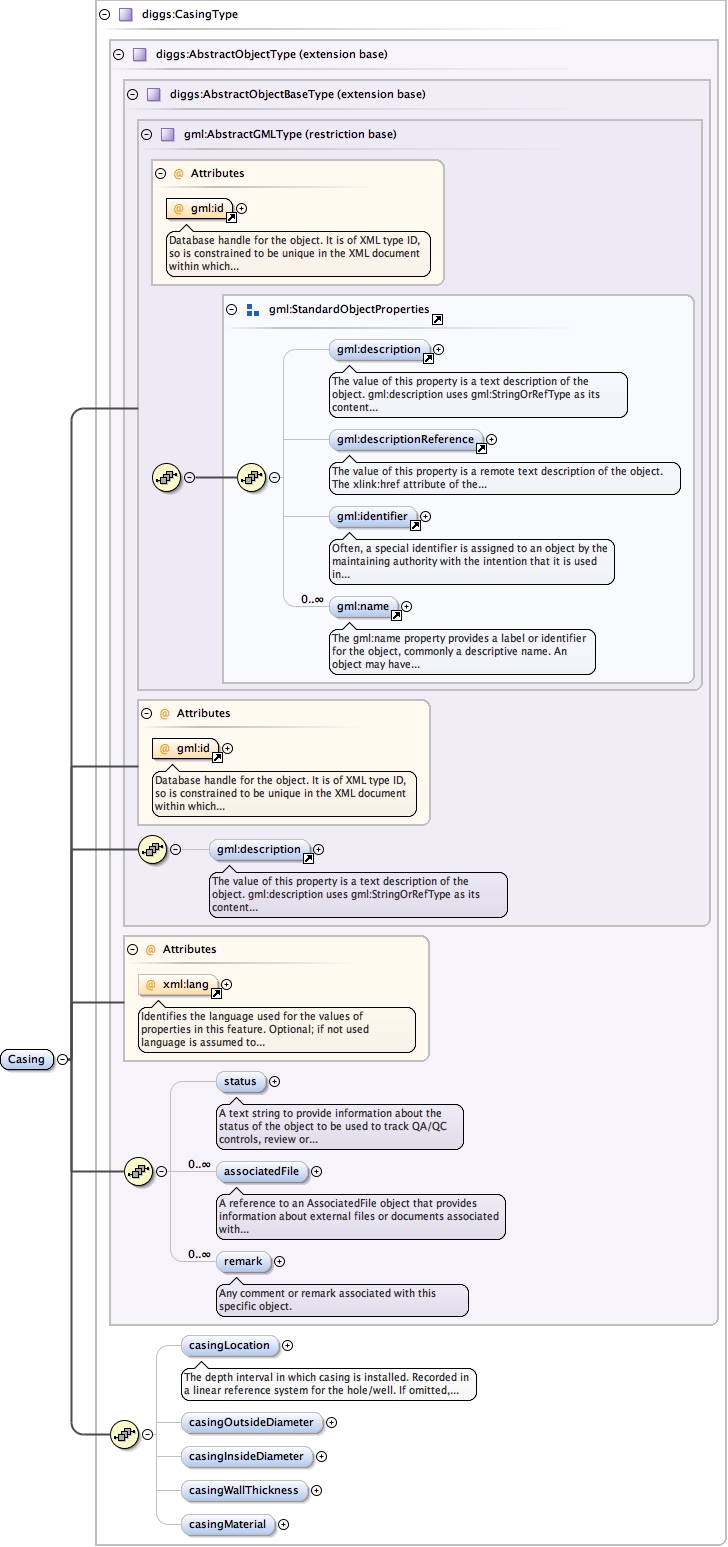 diggs:CasingType
diggs:AbstractObjectType (extension base)
diggs:AbstractObjectBaseType (extension base)
gml:AbstractGMLType (restriction base)
@ Attributes
@ gml:id
Database handle for the object. It is of XML type ID,
so is constrained to be unique in the XML document
within which...
gml:StandardObjectProperties
gml:description
The value of this property is a text description of the
object. gml:description uses gml:StringOrRefType as its
content...
gml:descriptionReference
The value of this property is a remote text description of the object.
The xlink:href attribute of the...
gml:identifier
Often, a special identifier is assigned to an object by the
maintaining authority with the intention that it is used
in...
0..∞
gml:name
The gml:name property provides a label or identifier
for the object, commonly a descriptive name. An
object may have...
@ Attributes
@ gml:id
Database handle for the object. It is of XML type ID,
so is constrained to be unique in the XML document
within which...
gml:description
The value of this property is a text description of the
object. gml:description uses gml:StringOrRefType as its
content...
@ Attributes
@ xml:lang
Identifies the language used for the values of
properties in this feature. Optional; if not used
language is assumed to...
Casing
status
A text string to provide information about the
status of the object to be used to track QA/QC
controls, review or...
0..∞
associatedFile
A reference to an AssociatedFile object that provides
information about external files or documents associated
with...
0..∞
remark
Any comment or remark associated with this
specific object.
casingLocation
The depth interval in which casing is installed. Recorded in
a linear reference system for the hole/well. If omitted,...
casingOutsideDiameter
casingInsideDiameter
casingWallThickness
casingMaterial